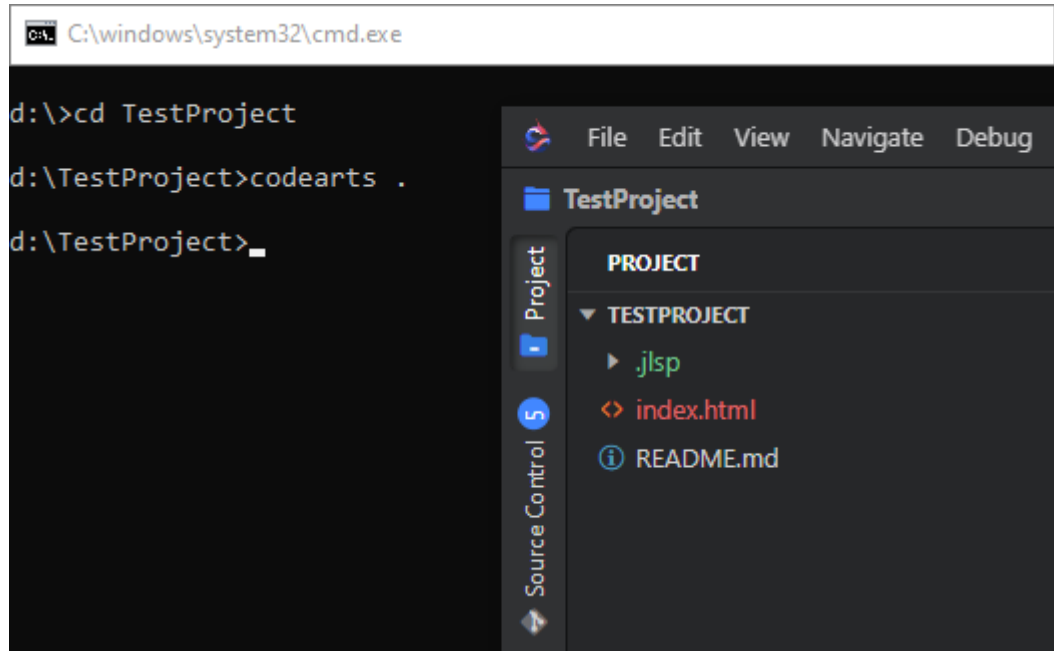 C:\windows\system32\cmd.exe
d:\>cd TestProject
d:\TestProject>codearts .
d:\TestProject>
File Edit View Navigate Debug
TestProject
Project
PROJECT
TESTPROJECT
.jlsp
index.html
README.md
Source Control 5